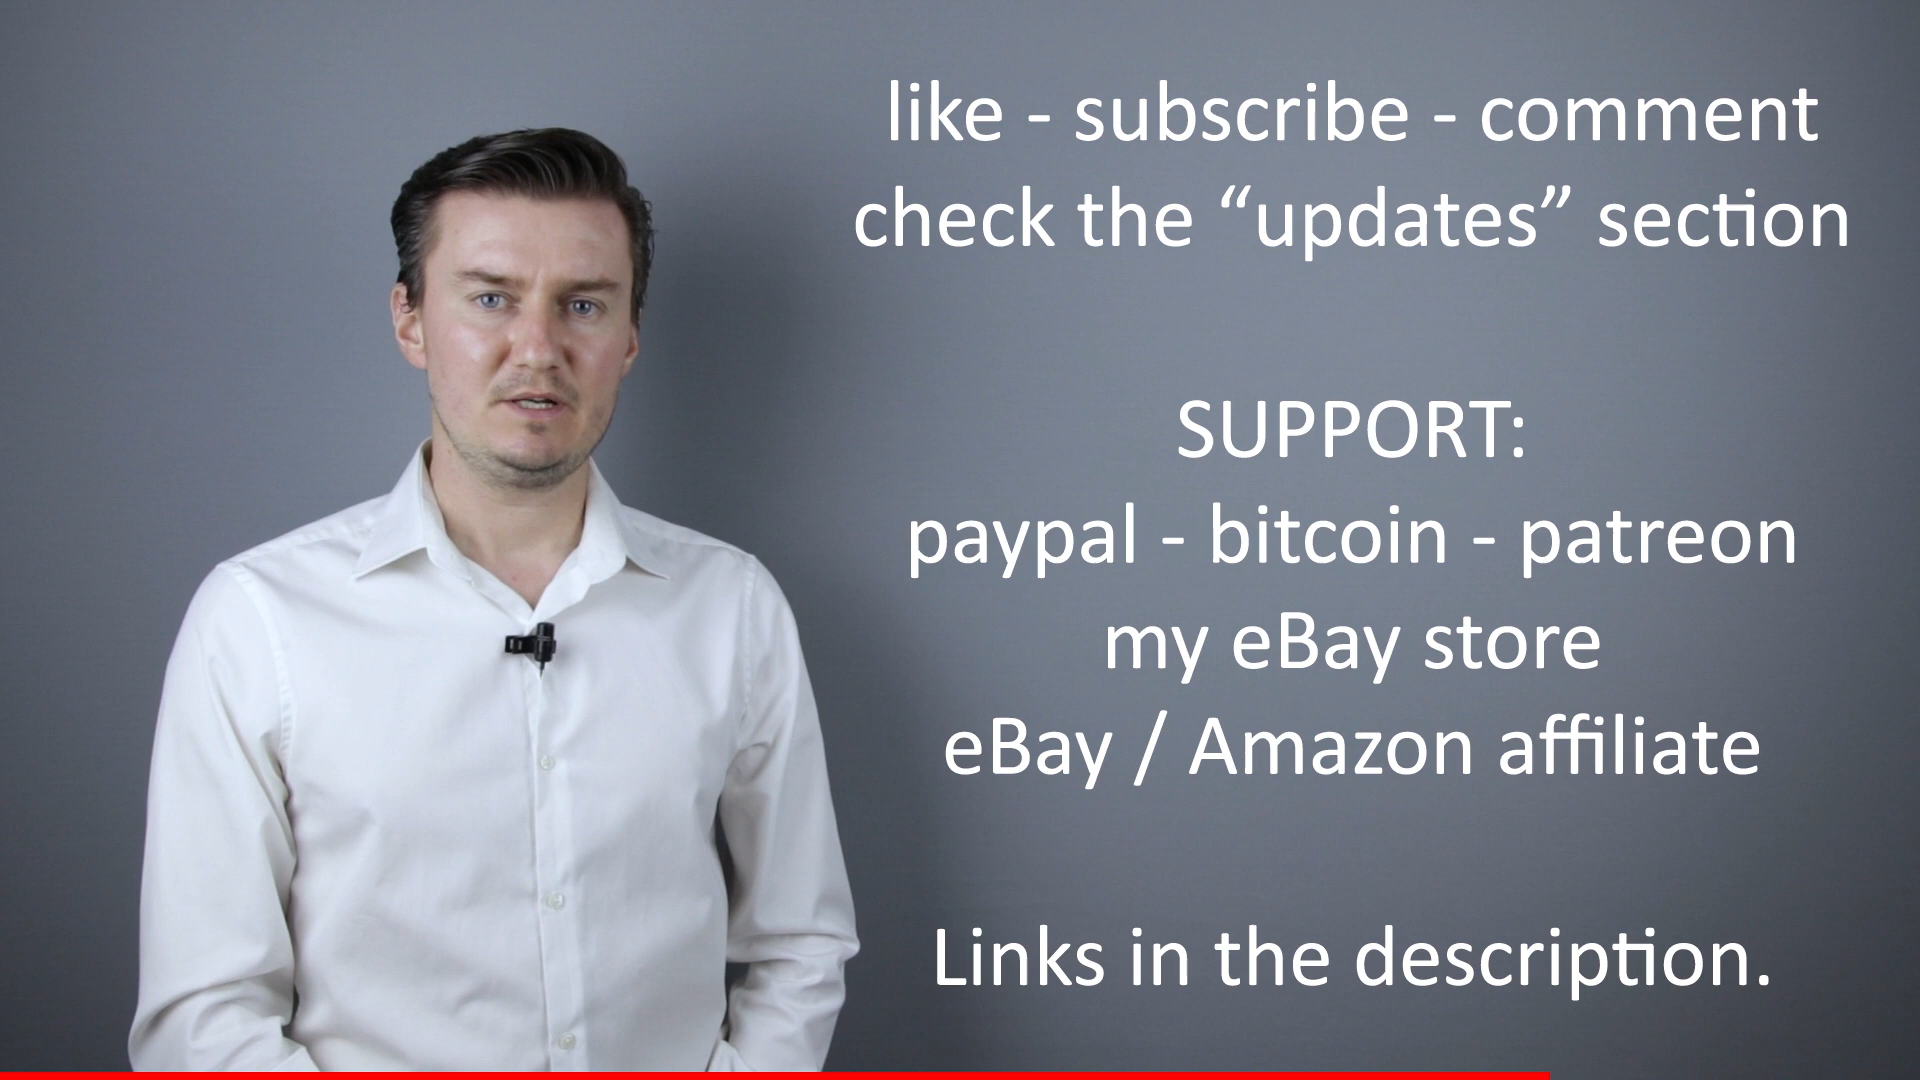 like - subscribe - comment
check the “updates” section
SUPPORT:
paypal - bitcoin - patreon
my eBay store
eBay / Amazon affiliate
Links in the description.